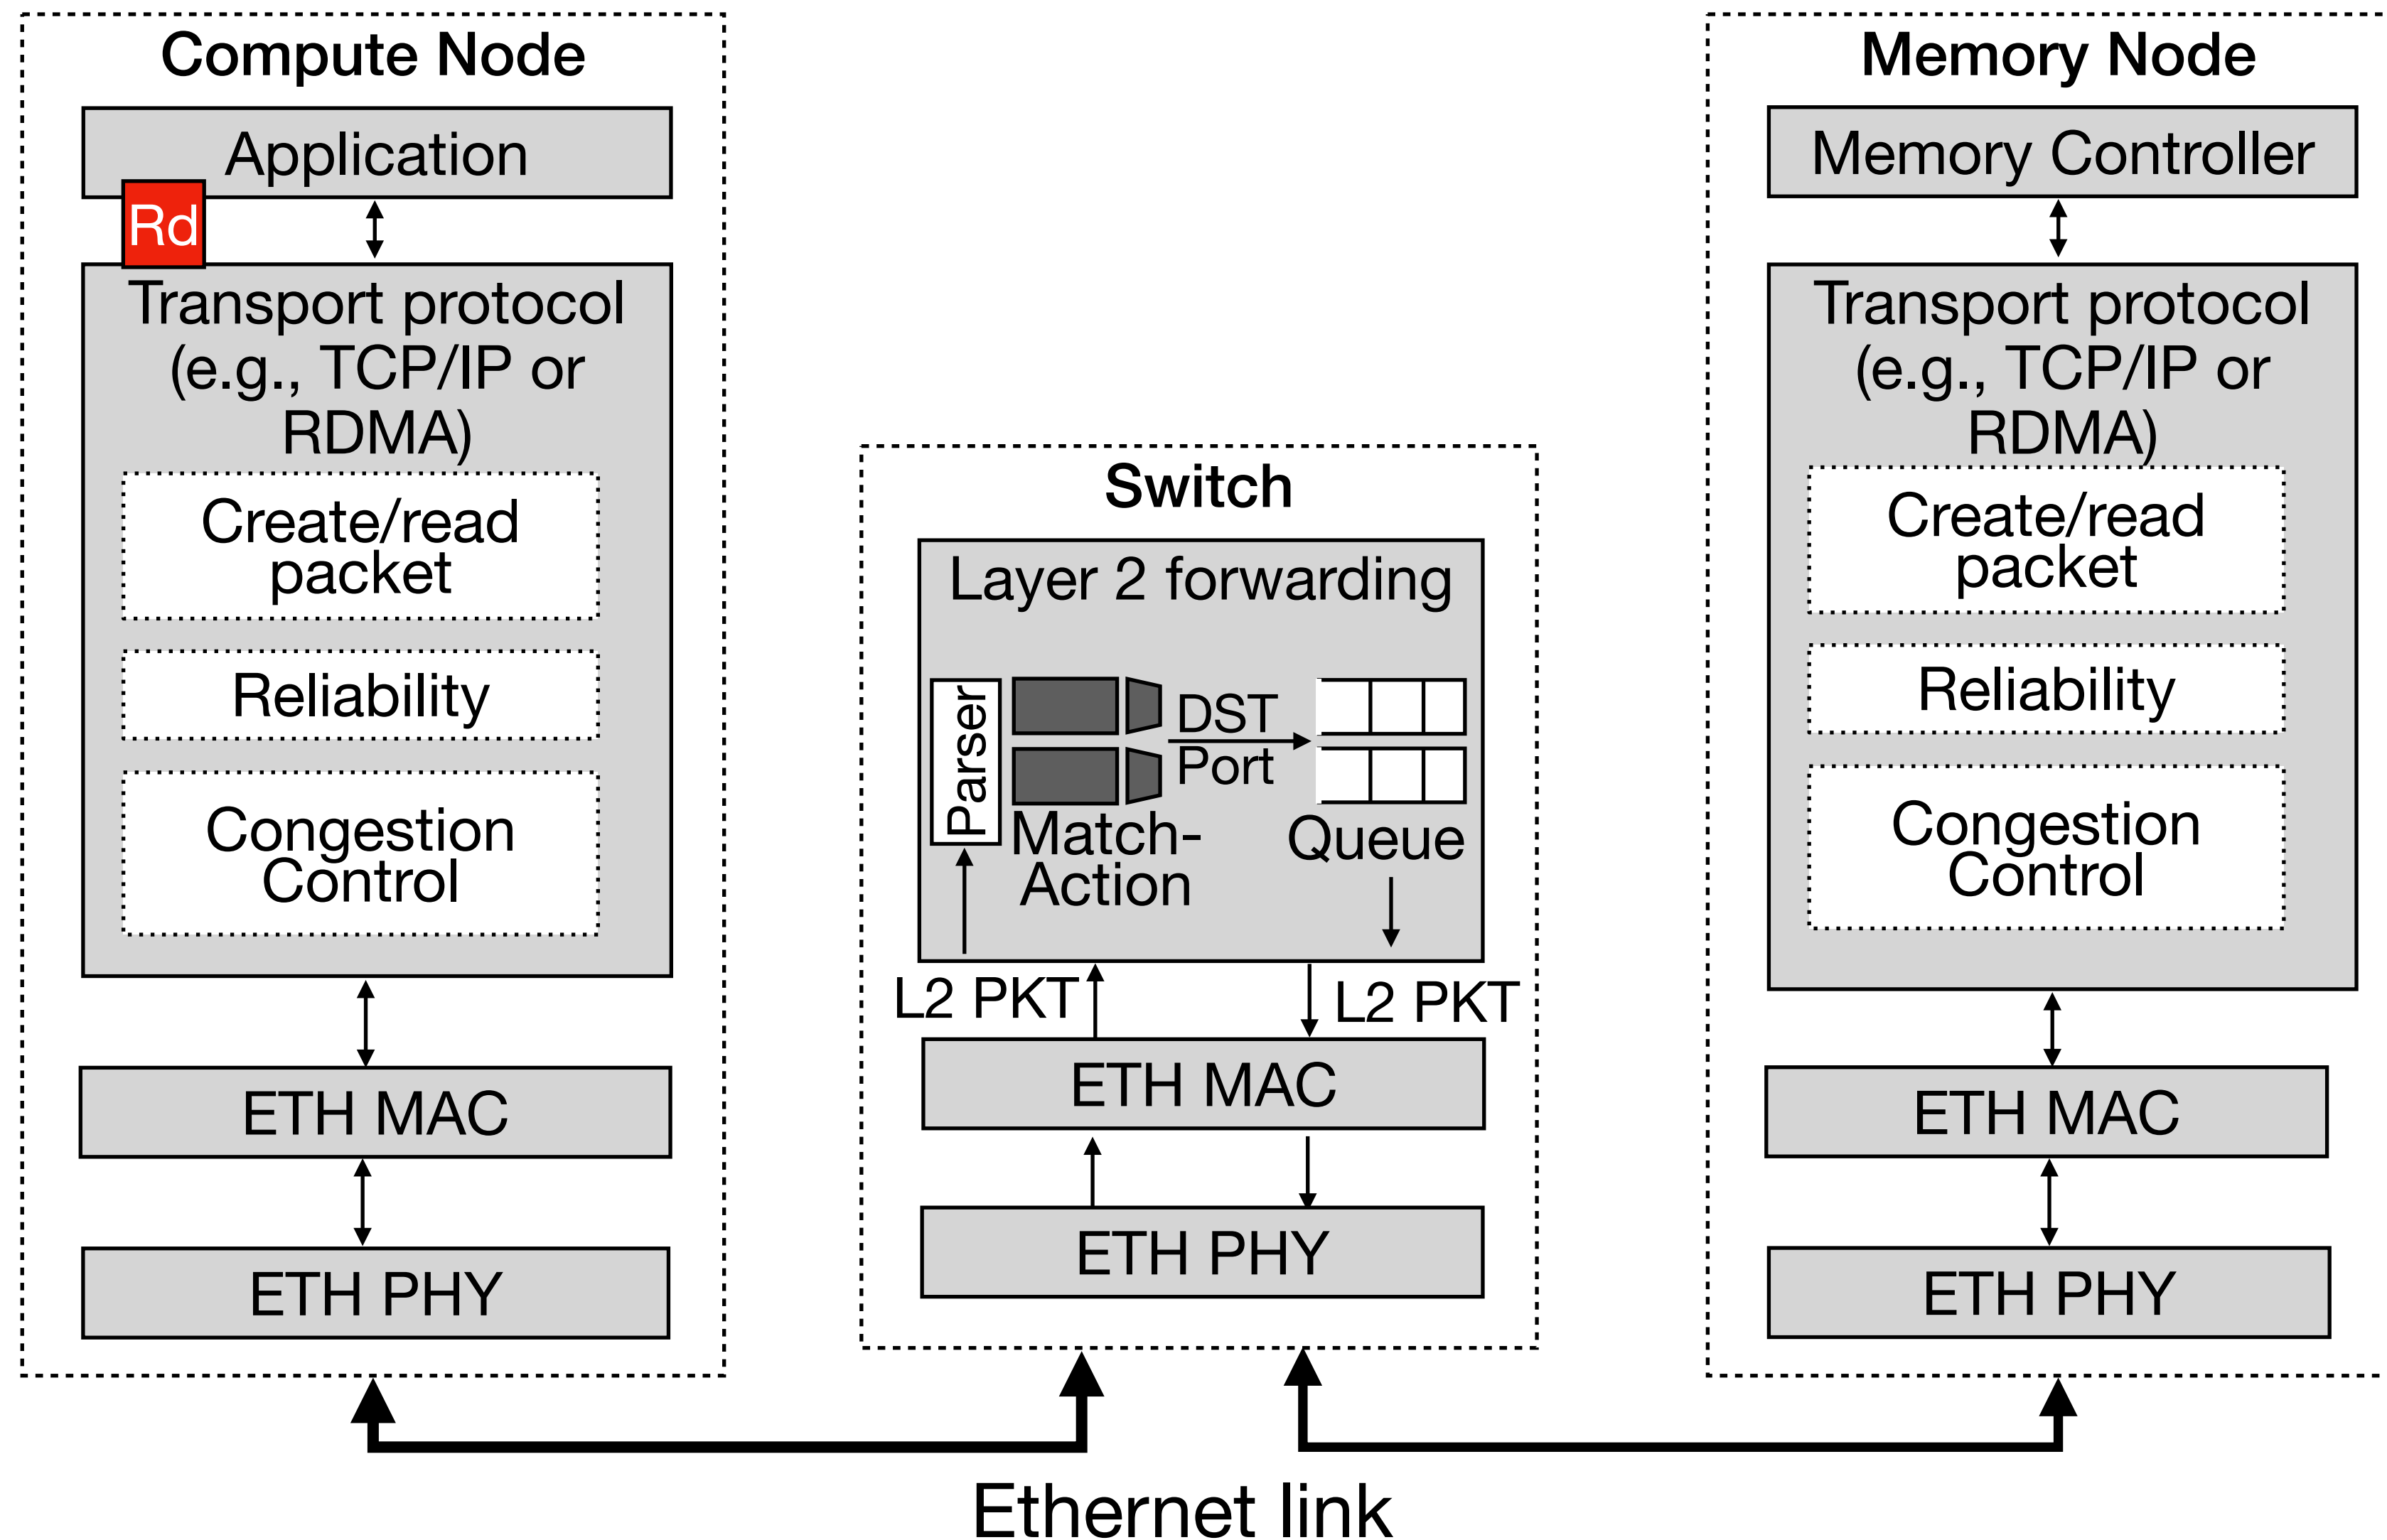 Compute Node
Application
Rd
Transport protocol
(e.g., TCP/IP or
RDMA)
Create/read
packet
Reliability
Congestion
Control
ETH MAC
ETH PHY
Switch
Layer 2 forwarding
Parser
Match-
Action
DST
Port
Queue
L2 PKT
L2 PKT
ETH MAC
ETH PHY
Memory Node
Memory Controller
Transport protocol
(e.g., TCP/IP or
RDMA)
Create/read
packet
Reliability
Congestion
Control
ETH MAC
ETH PHY
Ethernet link